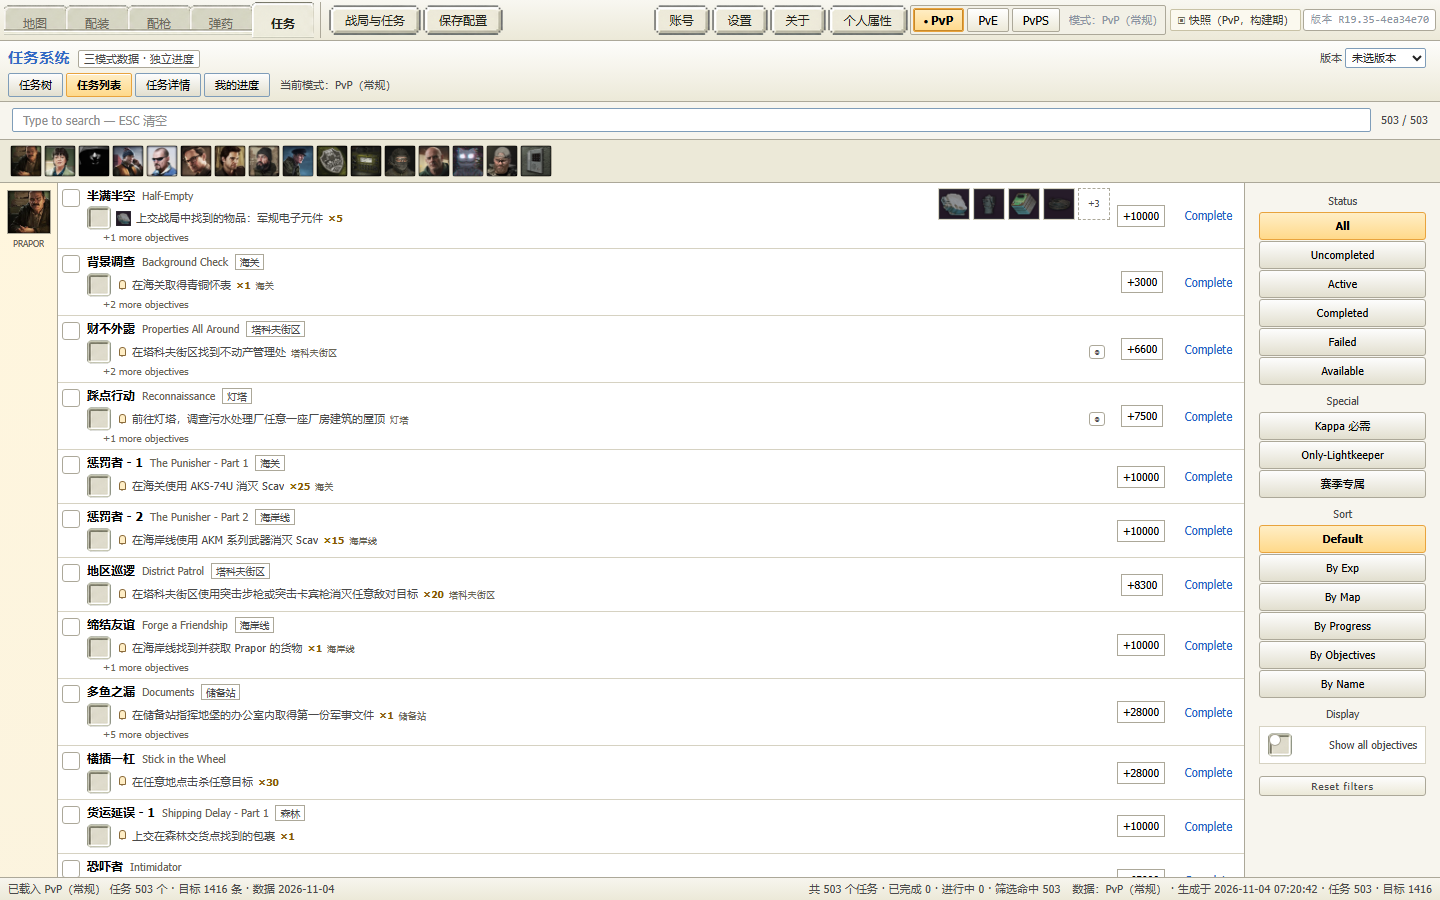 地图 配装 配枪 弹药 任务 战局与任务 保存配置 账号 设置 关于 个人属性 • PvP PvE PvPS 模式: PvP (常规) 快照 (PvP, 构建期) 版本 R19.35-4ea34e70
任务系统 三模式数据 · 独立进度 版本 未选版本
任务树 任务列表 任务详情 我的进度 当前模式: PvP (常规)
Type to search — ESC 清空 503 / 503
PRAPOR
半满半空 Half-Empty
上交战局中找到的物品: 军规电子元件 ×5 +3 +10000 Complete
+1 more objectives
背景调查 Background Check 海关
在海关取得青铜怀表 ×1 海关 +3000 Complete
+2 more objectives
财不外露 Properties All Around 塔科夫街区
在塔科夫街区找到不动产管理处 塔科夫街区 +6600 Complete
+2 more objectives
踩点行动 Reconnaissance 灯塔
前往灯塔，调查污水处理厂任意一座厂房建筑的屋顶 灯塔 +7500 Complete
+1 more objectives
惩罚者 - 1 The Punisher - Part 1 海关
在海关使用 AKS-74U 消灭 Scav ×25 海关 +10000 Complete
惩罚者 - 2 The Punisher - Part 2 海岸线
在海岸线使用 AKM 系列武器消灭 Scav ×15 海岸线 +10000 Complete
地区巡逻 District Patrol 塔科夫街区
在塔科夫街区使用突击步枪或突击卡宾枪消灭任意敌对目标 ×20 塔科夫街区 +8300 Complete
缔结友谊 Forge a Friendship 海岸线
在海岸线找到并获取 Prapor 的货物 ×1 海岸线 +10000 Complete
+1 more objectives
多鱼之漏 Documents 储备站
在储备站指挥地堡的办公室内取得第一份军事文件 ×1 储备站 +28000 Complete
+5 more objectives
横插一杠 Stick in the Wheel
在任意地点击杀任意目标 ×30 +28000 Complete
货运延误 - 1 Shipping Delay - Part 1 森林
上交在森林交货点找到的包裹 ×1 +10000 Complete
恐吓者 Intimidator
Status
All
Uncompleted
Active
Completed
Failed
Available
Special
Kappa 必需
Only-Lightkeeper
赛季专属
Sort
Default
By Exp
By Map
By Progress
By Objectives
By Name
Display
Show all objectives
Reset filters
已载入 PvP (常规) 任务 503 个 · 目标 1416 条 · 数据 2026-11-04 共 503 个任务 · 已完成 0 · 进行中 0 · 筛选命中 503 数据: PvP (常规) · 生成于 2026-11-04 07:20:42 · 任务 503 · 目标 1416